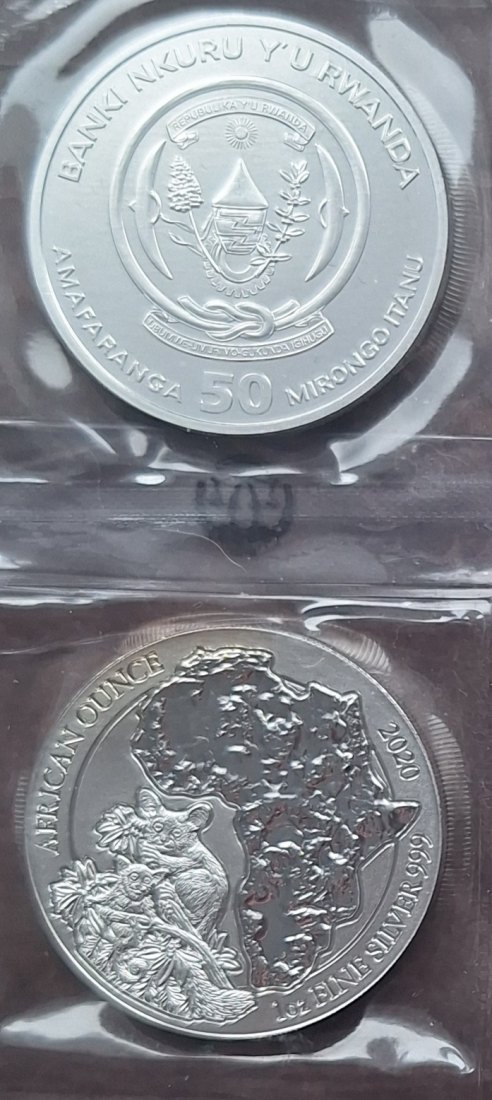 BANKI NKURU Y'U RWANDA
REPUBULIKA Y'U RWANDA
AMAFARANGA 50 MIRONGO ITANU
AFRICAN OUNCE
2020
1oz FINE SILVER 999